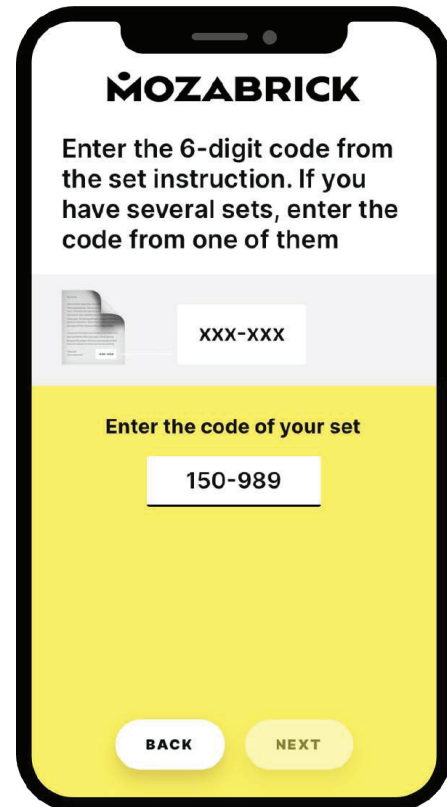 MOZABRICK
Enter the 6-digit code from
the set instruction. If you
have several sets, enter the
code from one of them
xxx-xxx
Enter the code of your set
150-989
BACK
NEXT